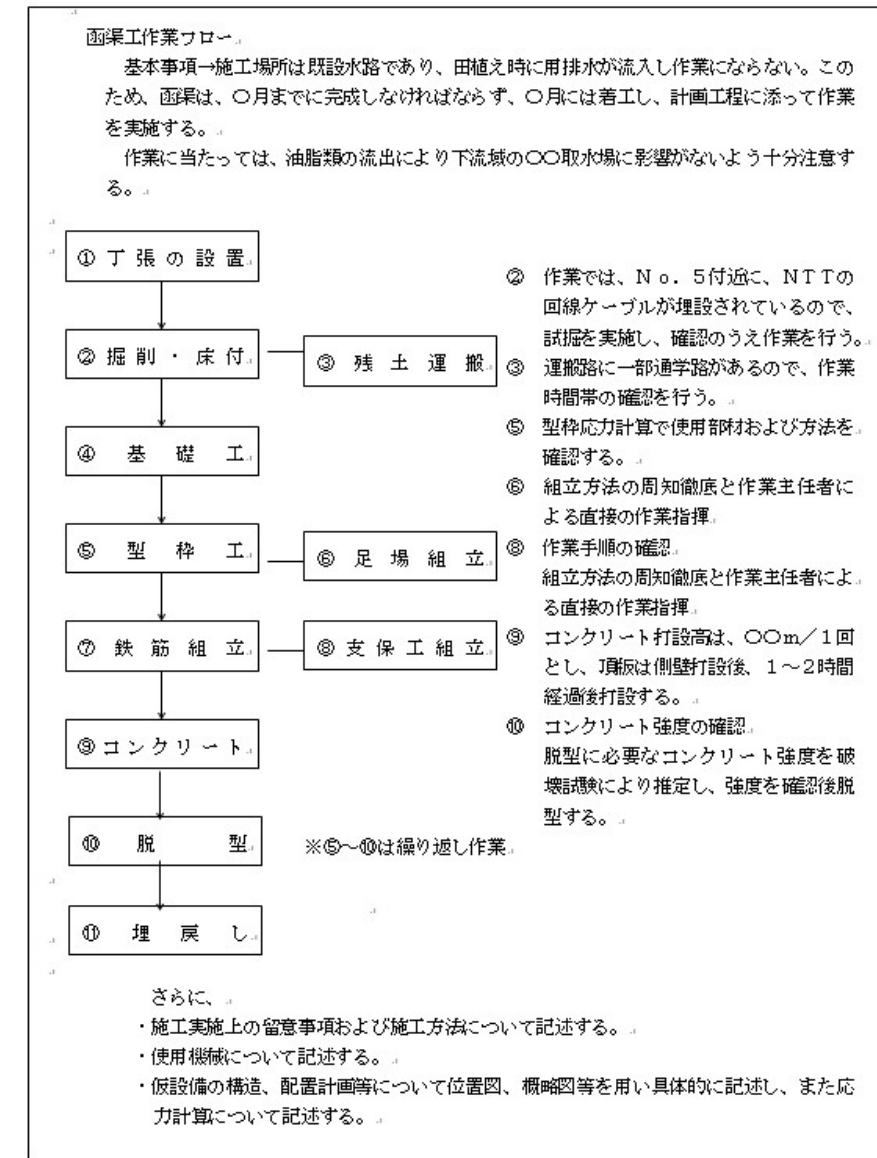 函渠工作業フロー
基本事項→施工場所は既設水路であり、田植え時に用排水が流入し作業にならない。この
ため、函渠は、〇月までに完成しなければならず、〇月には着工し、計画工程に添って作業
を実施する。
作業に当たっては、油脂類の流出により下流域の〇〇取水場に影響がないよう十分注意す
る。
①丁張の設置
②掘削・床付
③残土運搬
④基礎工
⑤型枠工
⑥足場組立
⑦鉄筋組立
⑧支保工組立
⑨コンクリート
⑩脱型
※⑤~⑩は繰り返し作業
⑪埋戻し
② 作業では、No.5付近に、NTTの
回線ケーブルが埋設されているので、
試掘を実施し、確認のうえ作業を行う。
③ 運搬路に一部通学路があるので、作業
時間帯の確認を行う。
⑤ 型枠応力計算で使用部材および方法を
確認する。
⑥ 組立方法の周知徹底と作業主任者に
よる直接の作業指揮
⑧ 作業手順の確認
組立方法の周知徹底と作業主任者によ
る直接の作業指揮
⑨ コンクリート打設高は、〇〇m/1回
とし、頂版は側壁打設後、1~2時間
経過後打設する。
⑩ コンクリート強度の確認
脱型に必要なコンクリート強度を破
壊試験により推定し、強度を確認後脱
型する。
さらに、
・施工実施上の留意事項および施工方法について記述する。
・使用機械について記述する。
・仮設備の構造、配置計画等について位置図、概略図等を用い具体的に記述し、また応
力計算について記述する。